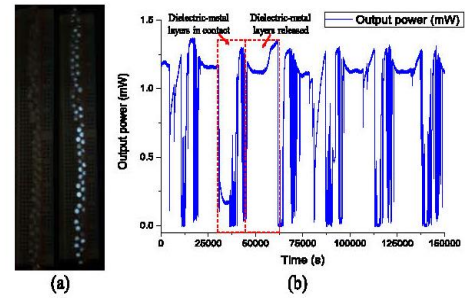 (a)
(b)
Dielectric-metal
layers in contact
Dielectric-metal
layers released
Output power (mW)
Output power (mW)
1.5
1.0
0.5
0.0
0 25000 50000 75000 100000 125000 150000
Time (s)
(a)
(b)